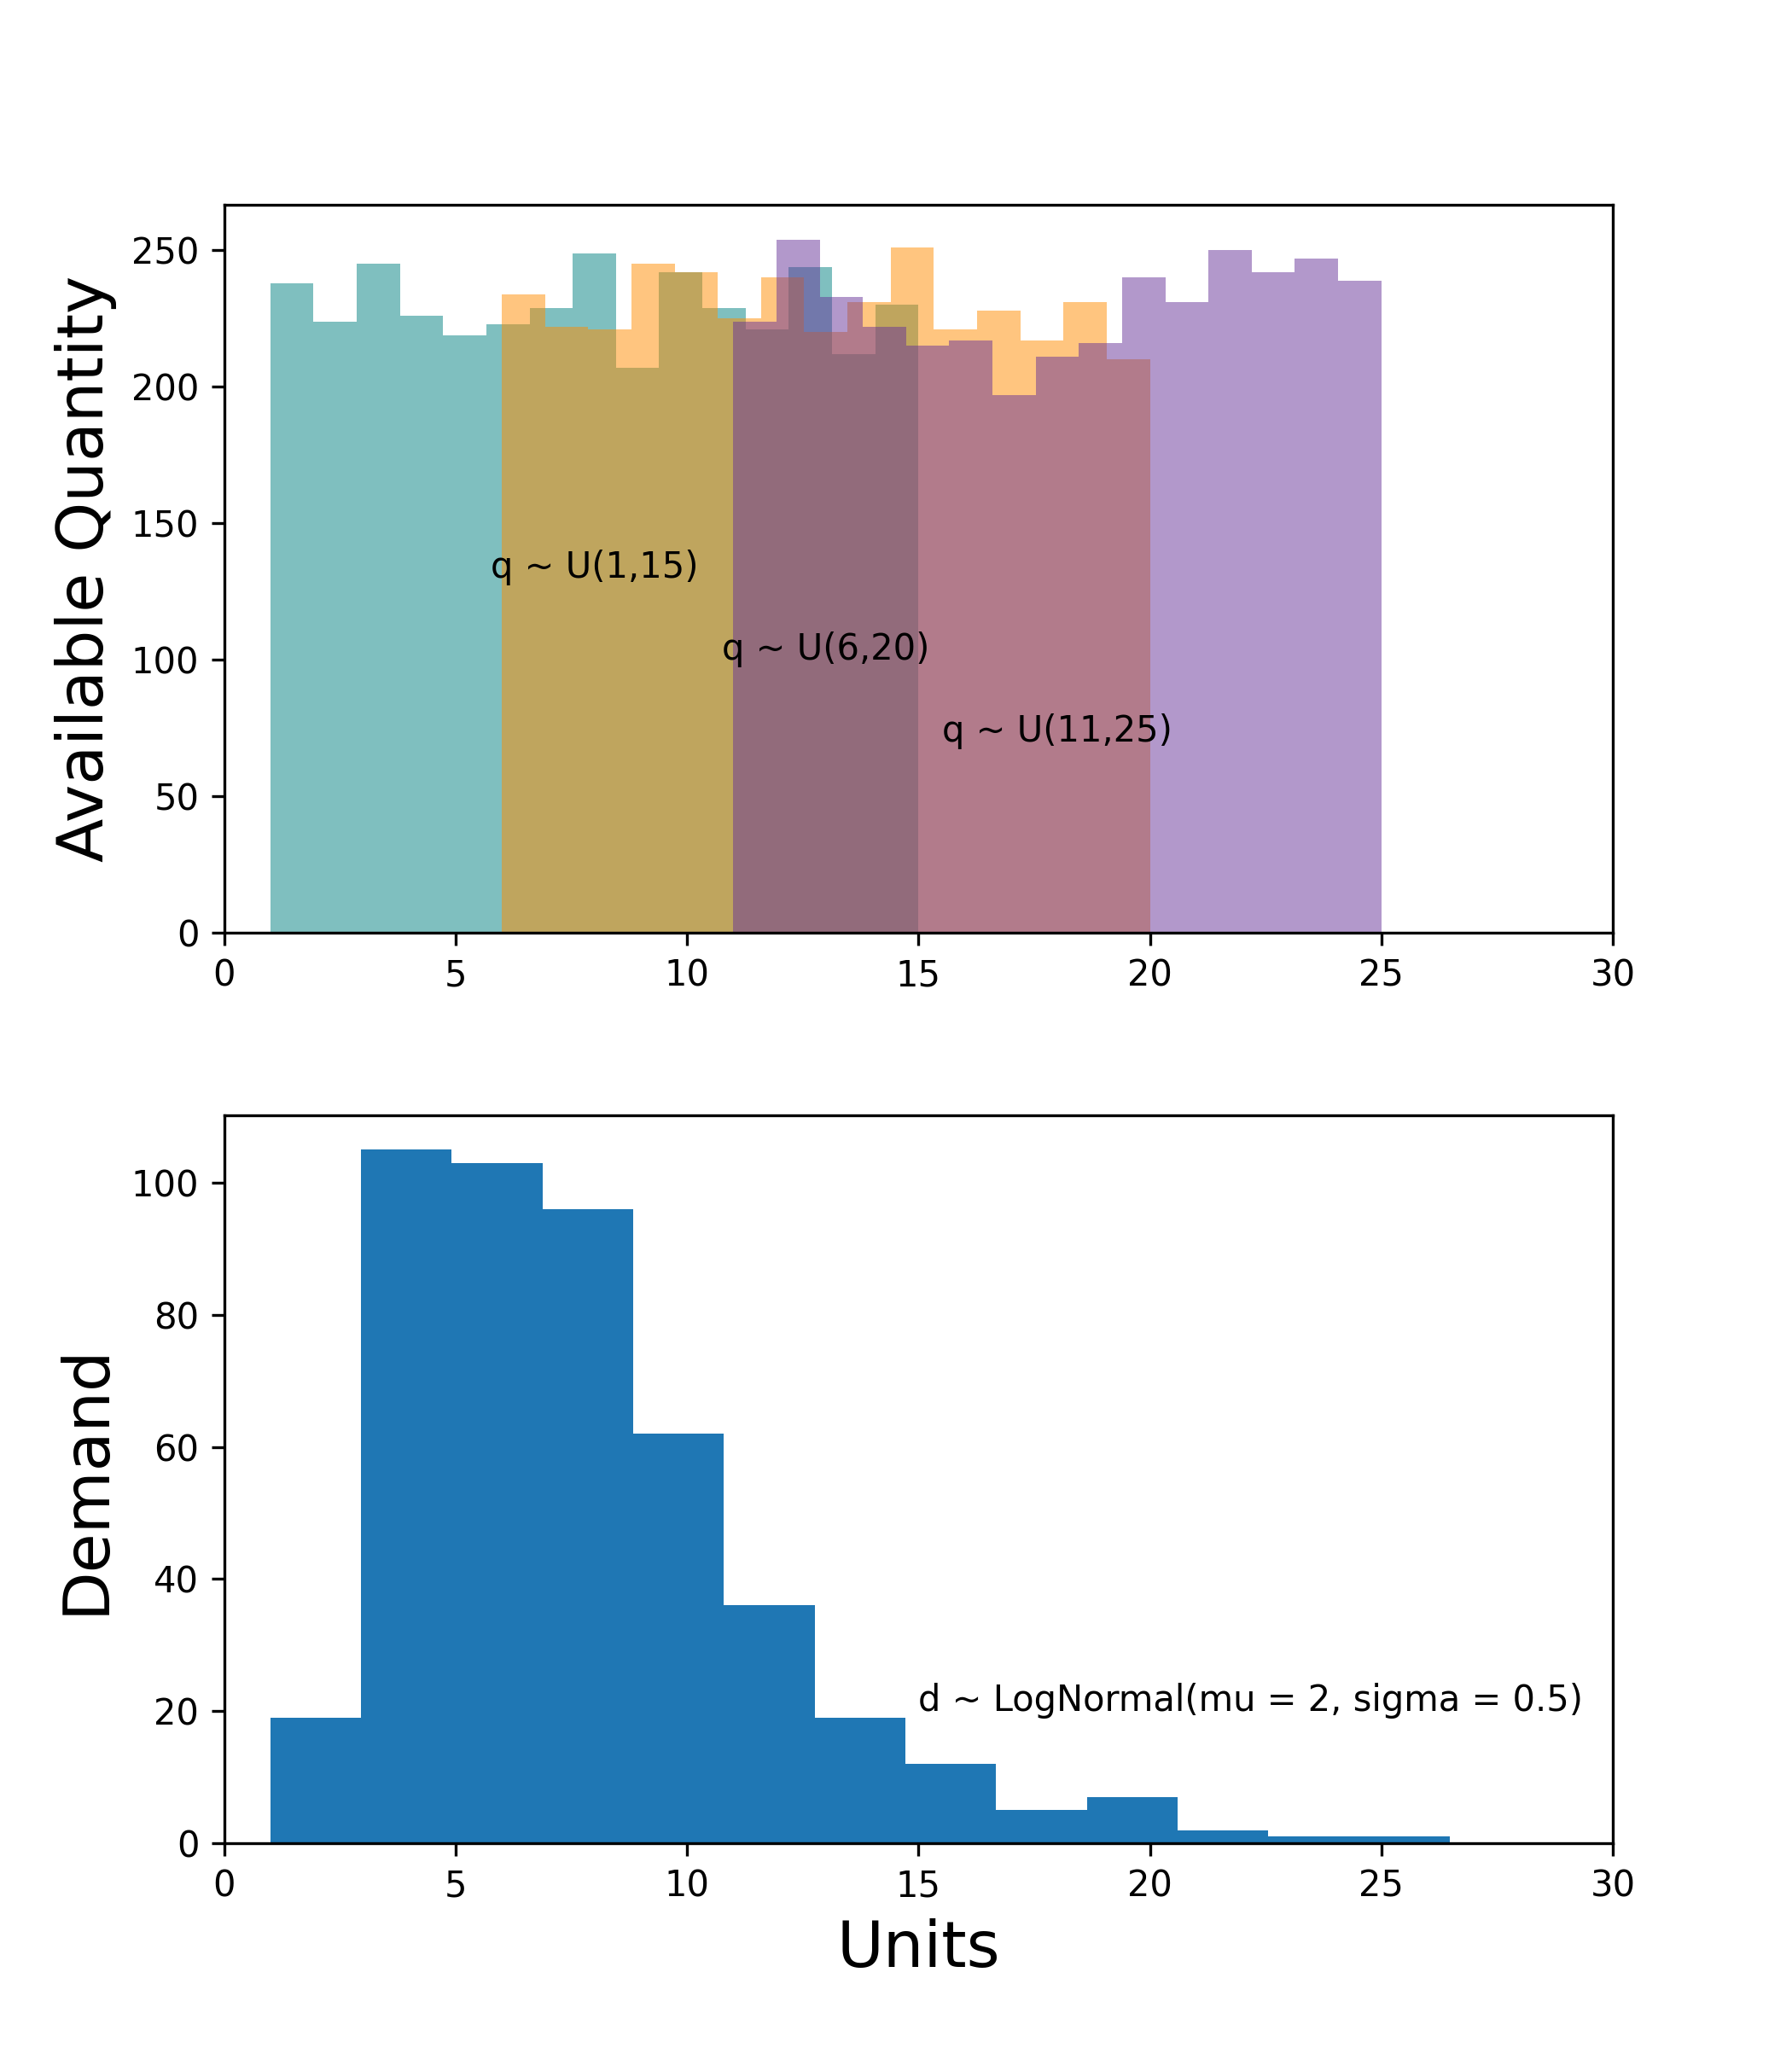 Available Quantity
250
200
150
100
50
0
q ~ U(1,15)
q ~ U(6,20)
q ~ U(11,25)
0 5 10 15 20 25 30
Demand
100
80
60
40
20
0
d ~ LogNormal(mu = 2, sigma = 0.5)
0 5 10 15 20 25 30
Units